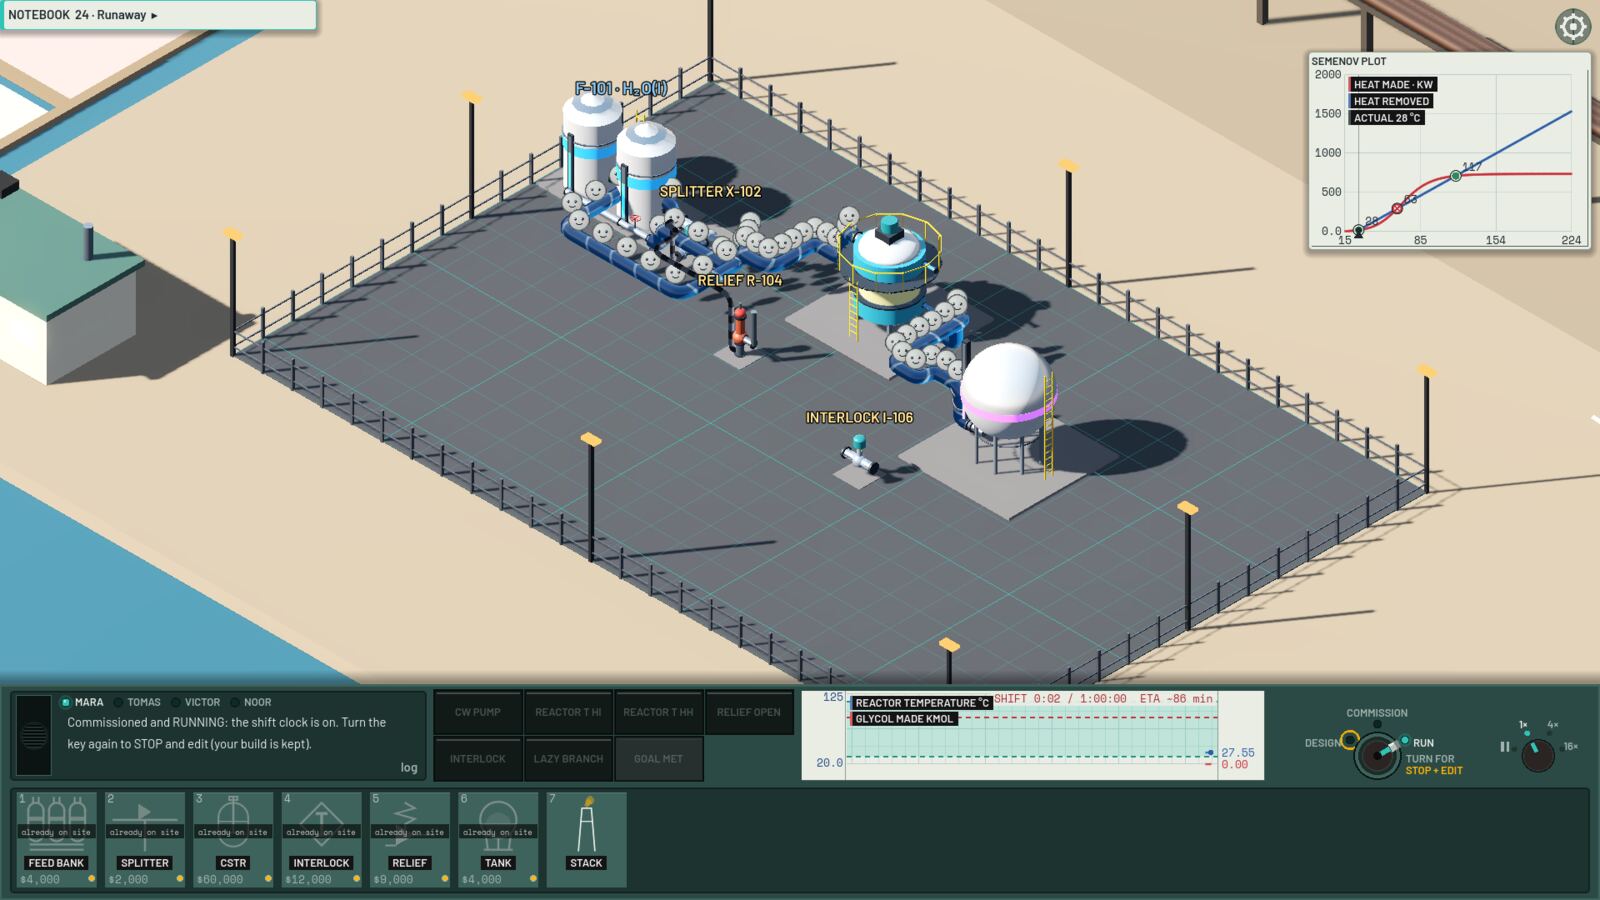 NOTEBOOK 24 · Runaway ▸
F-101 · H₂O(l)
SPLITTER X-102
RELIEF R-104
INTERLOCK I-106
SEMENOV PLOT
2000
1500
1000
500
0.0
HEAT MADE · KW
HEAT REMOVED
ACTUAL 28 °C
28
63
117
15
85
154
224
MARA
TOMAS
VICTOR
NOOR
Commissioned and RUNNING: the shift clock is on. Turn the
key again to STOP and edit (your build is kept).
log
CW PUMP
REACTOR T HI
REACTOR T HH
RELIEF OPEN
INTERLOCK
LAZY BRANCH
GOAL MET
125
20.0
REACTOR TEMPERATURE °C
GLYCOL MADE KMOL
SHIFT 0:02 / 1:00:00 ETA ~86 min
27.55
0.00
COMMISSION
DESIGN
RUN
TURN FOR
STOP + EDIT
1×
4×
16×
1
already on site
FEED BANK
$4,000
2
already on site
SPLITTER
$2,000
3
already on site
CSTR
$60,000
4
already on site
INTERLOCK
$12,000
5
already on site
RELIEF
$9,000
6
already on site
TANK
$4,000
7
STACK